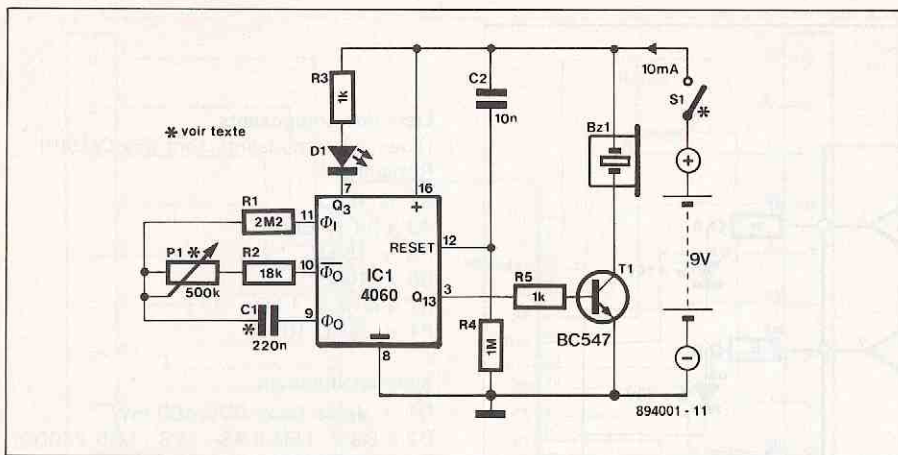 R3
1k
C2
10n
10mA
S1
*
Bz1
* voir texte
D1
7
16
Q3
+
R1
2M2
11
ΦI
P1 *
500k
R2
18k
10
Φ̅O̅
IC1
4060
RESET
12
Q13
3
C1
*
220n
9
ΦO
8
R4
1M
R5
1k
T1
BC547
+
9V
−
894001 - 11